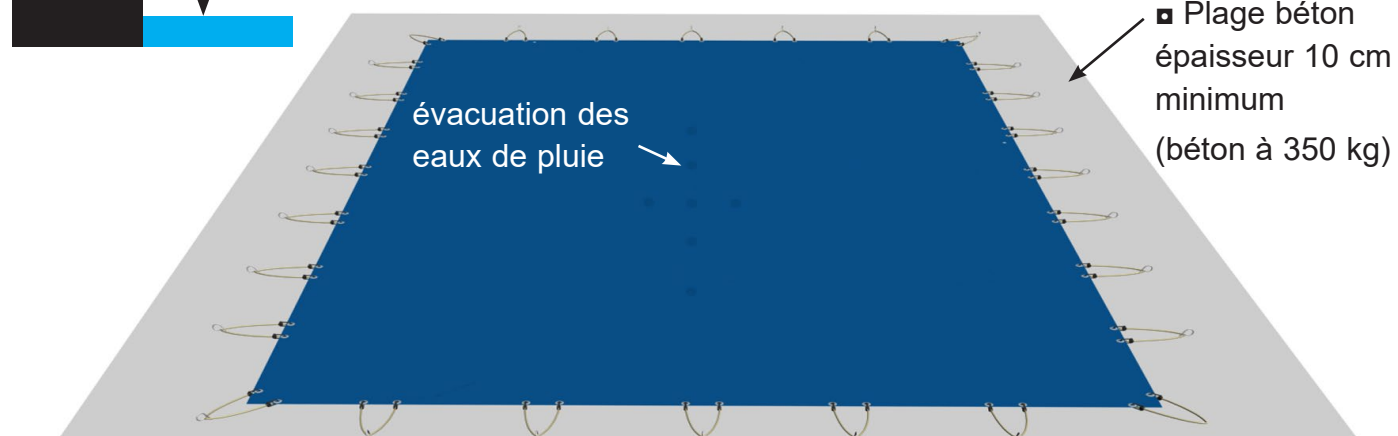 évacuation des
eaux de pluie
◘ Plage béton
épaisseur 10 cm
minimum
(béton à 350 kg)